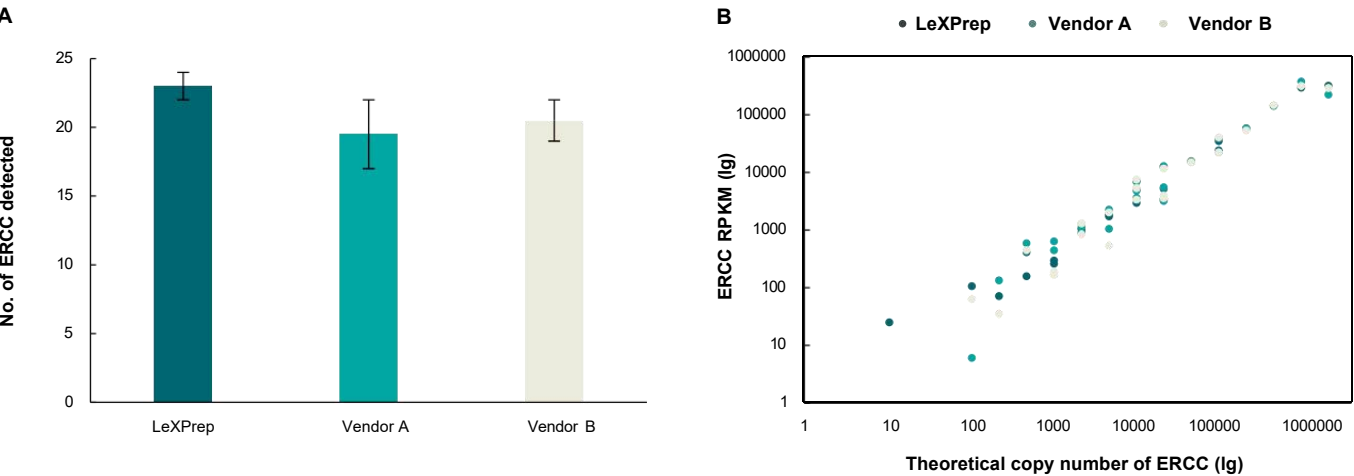 A
No. of ERCC detected
25
20
15
10
5
0
LeXPrep
Vendor A
Vendor B
B
LeXPrep
Vendor A
Vendor B
ERCC RPKM (lg)
1000000
100000
10000
1000
100
10
1
1
10
100
1000
10000
100000
1000000
Theoretical copy number of ERCC (lg)